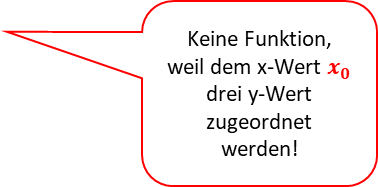 Keine Funktion,
weil dem x-Wert x₀
drei y-Wert
zugeordnet
werden!